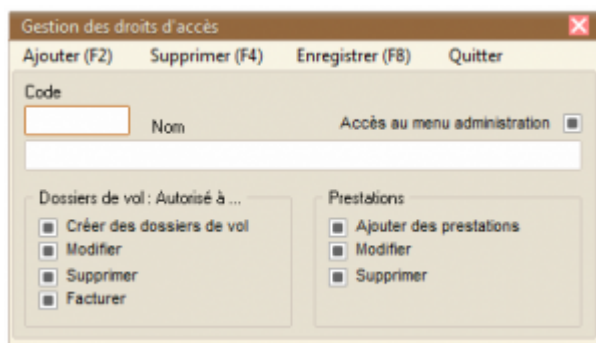 Gestion des droits d'accès
Ajouter (F2) Supprimer (F4) Enregistrer (F8) Quitter
Code
Nom Accès au menu administration
Dossiers de vol : Autorisé à ...
Créer des dossiers de vol
Modifier
Supprimer
Facturer
Prestations
Ajouter des prestations
Modifier
Supprimer